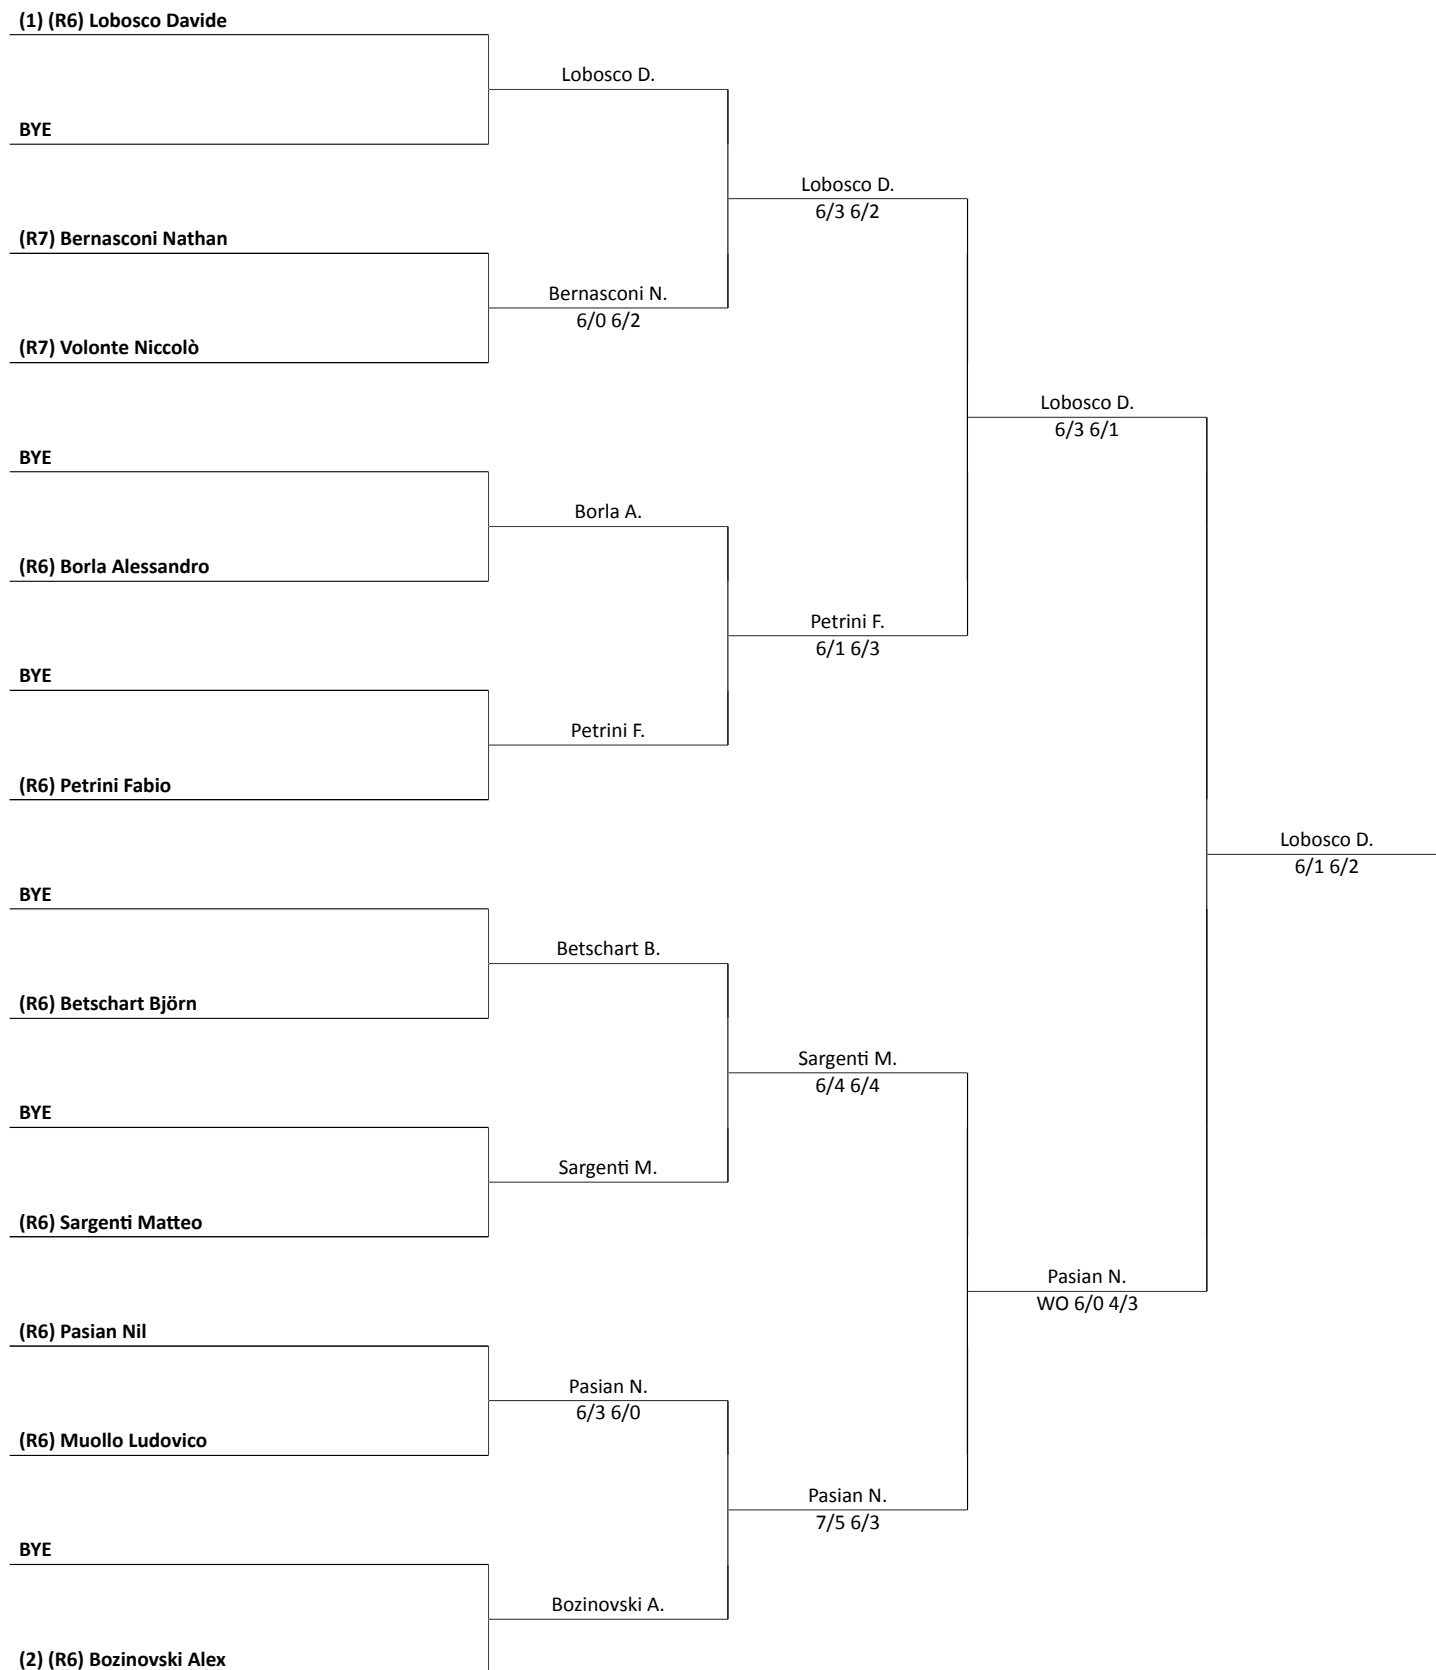 (1) (R6) Lobosco Davide
Lobosco D.
BYE
Lobosco D.
6/3 6/2
(R7) Bernasconi Nathan
Bernasconi N.
6/0 6/2
(R7) Volonte Niccolò
Lobosco D.
6/3 6/1
BYE
Borla A.
(R6) Borla Alessandro
Petrini F.
6/1 6/3
BYE
Petrini F.
(R6) Petrini Fabio
Lobosco D.
6/1 6/2
BYE
Betschart B.
(R6) Betschart Björn
Sargenti M.
6/4 6/4
BYE
Sargenti M.
(R6) Sargenti Matteo
Pasian N.
WO 6/0 4/3
(R6) Pasian Nil
Pasian N.
6/3 6/0
(R6) Muollo Ludovico
Pasian N.
7/5 6/3
BYE
Bozinovski A.
(2) (R6) Bozinovski Alex